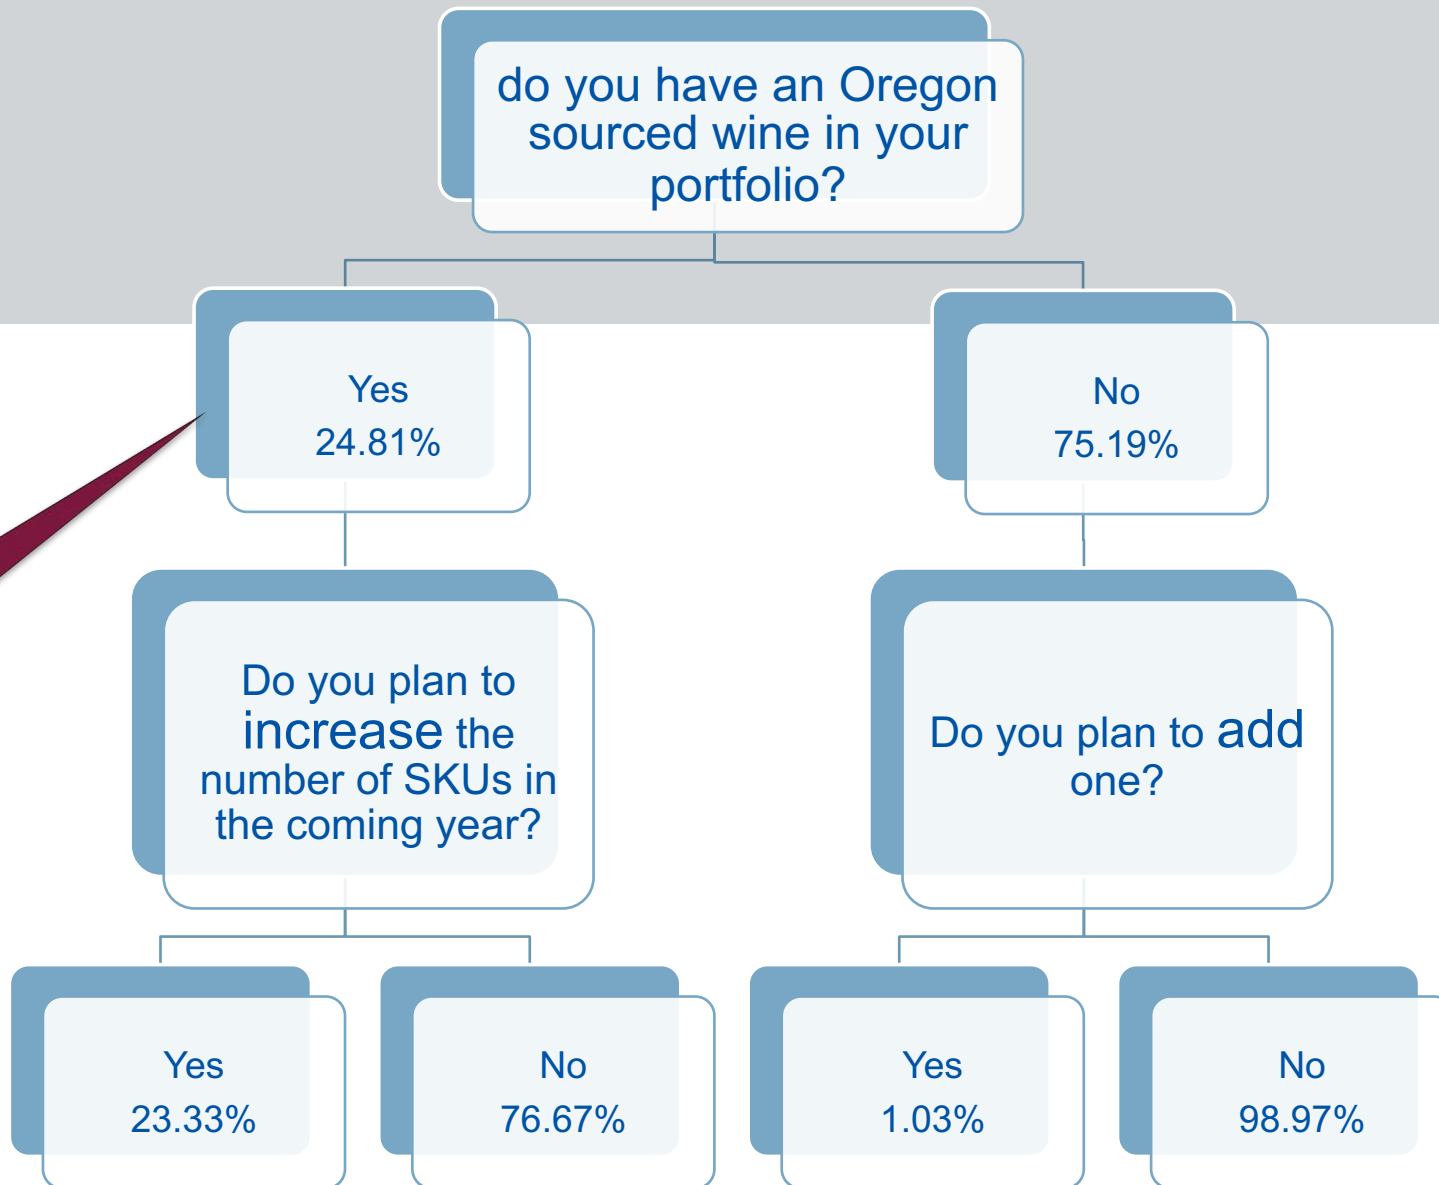 do you have an Oregon
sourced wine in your
portfolio?
Yes
24.81%
No
75.19%
Do you plan to
increase the
number of SKUs in
the coming year?
Do you plan to add
one?
Yes
23.33%
No
76.67%
Yes
1.03%
No
98.97%